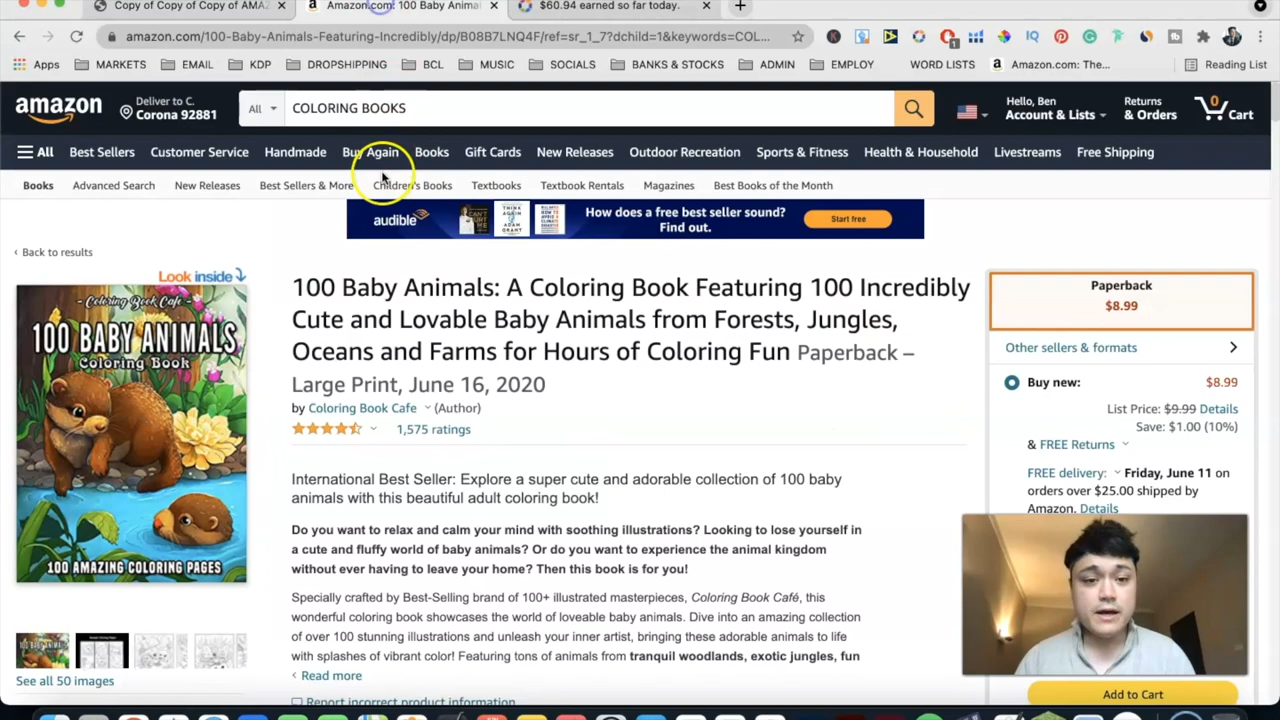 Copy of Copy of Copy of AMAZ
Amazon.com: 100 Baby Anima
$60.94 earned so far today.
amazon.com/100-Baby-Animals-Featuring-Incredibly/dp/B08B7LNQ4F/ref=sr_1_7?dchild=1&keywords=COL...
Apps MARKETS EMAIL KDP DROPSHIPPING BCL MUSIC SOCIALS BANKS & STOCKS ADMIN EMPLOY WORD LISTS Amazon.com: The... Reading List
amazon
Deliver to C.
Corona 92881
All COLORING BOOKS
Hello, Ben
Account & Lists
Returns
& Orders
0
Cart
All Best Sellers Customer Service Handmade Buy Again Books Gift Cards New Releases Outdoor Recreation Sports & Fitness Health & Household Livestreams Free Shipping
Books Advanced Search New Releases Best Sellers & More Children's Books Textbooks Textbook Rentals Magazines Best Books of the Month
audible
THINK AGAIN
ADAM GRANT
How does a free best seller sound?
Find out.
Start free
‹ Back to results
Look inside
- Coloring Book Cafe -
100 BABY ANIMALS
Coloring Book
100 AMAZING COLORING PAGES
See all 50 images
100 Baby Animals: A Coloring Book Featuring 100 Incredibly
Cute and Lovable Baby Animals from Forests, Jungles,
Oceans and Farms for Hours of Coloring Fun Paperback –
Large Print, June 16, 2020
by Coloring Book Cafe (Author)
1,575 ratings
International Best Seller: Explore a super cute and adorable collection of 100 baby
animals with this beautiful adult coloring book!
Do you want to relax and calm your mind with soothing illustrations? Looking to lose yourself in
a cute and fluffy world of baby animals? Or do you want to experience the animal kingdom
without ever having to leave your home? Then this book is for you!
Specially crafted by Best-Selling brand of 100+ illustrated masterpieces, Coloring Book Café, this
wonderful coloring book showcases the world of loveable baby animals. Dive into an amazing collection
of over 100 stunning illustrations and unleash your inner artist, bringing these adorable animals to life
with splashes of vibrant color! Featuring tons of animals from tranquil woodlands, exotic jungles, fun
‹ Read more
Report incorrect product information
Paperback
$8.99
Other sellers & formats
Buy new: $8.99
List Price: $9.99 Details
Save: $1.00 (10%)
& FREE Returns
FREE delivery: Friday, June 11 on
orders over $25.00 shipped by
Amazon. Details
Add to Cart